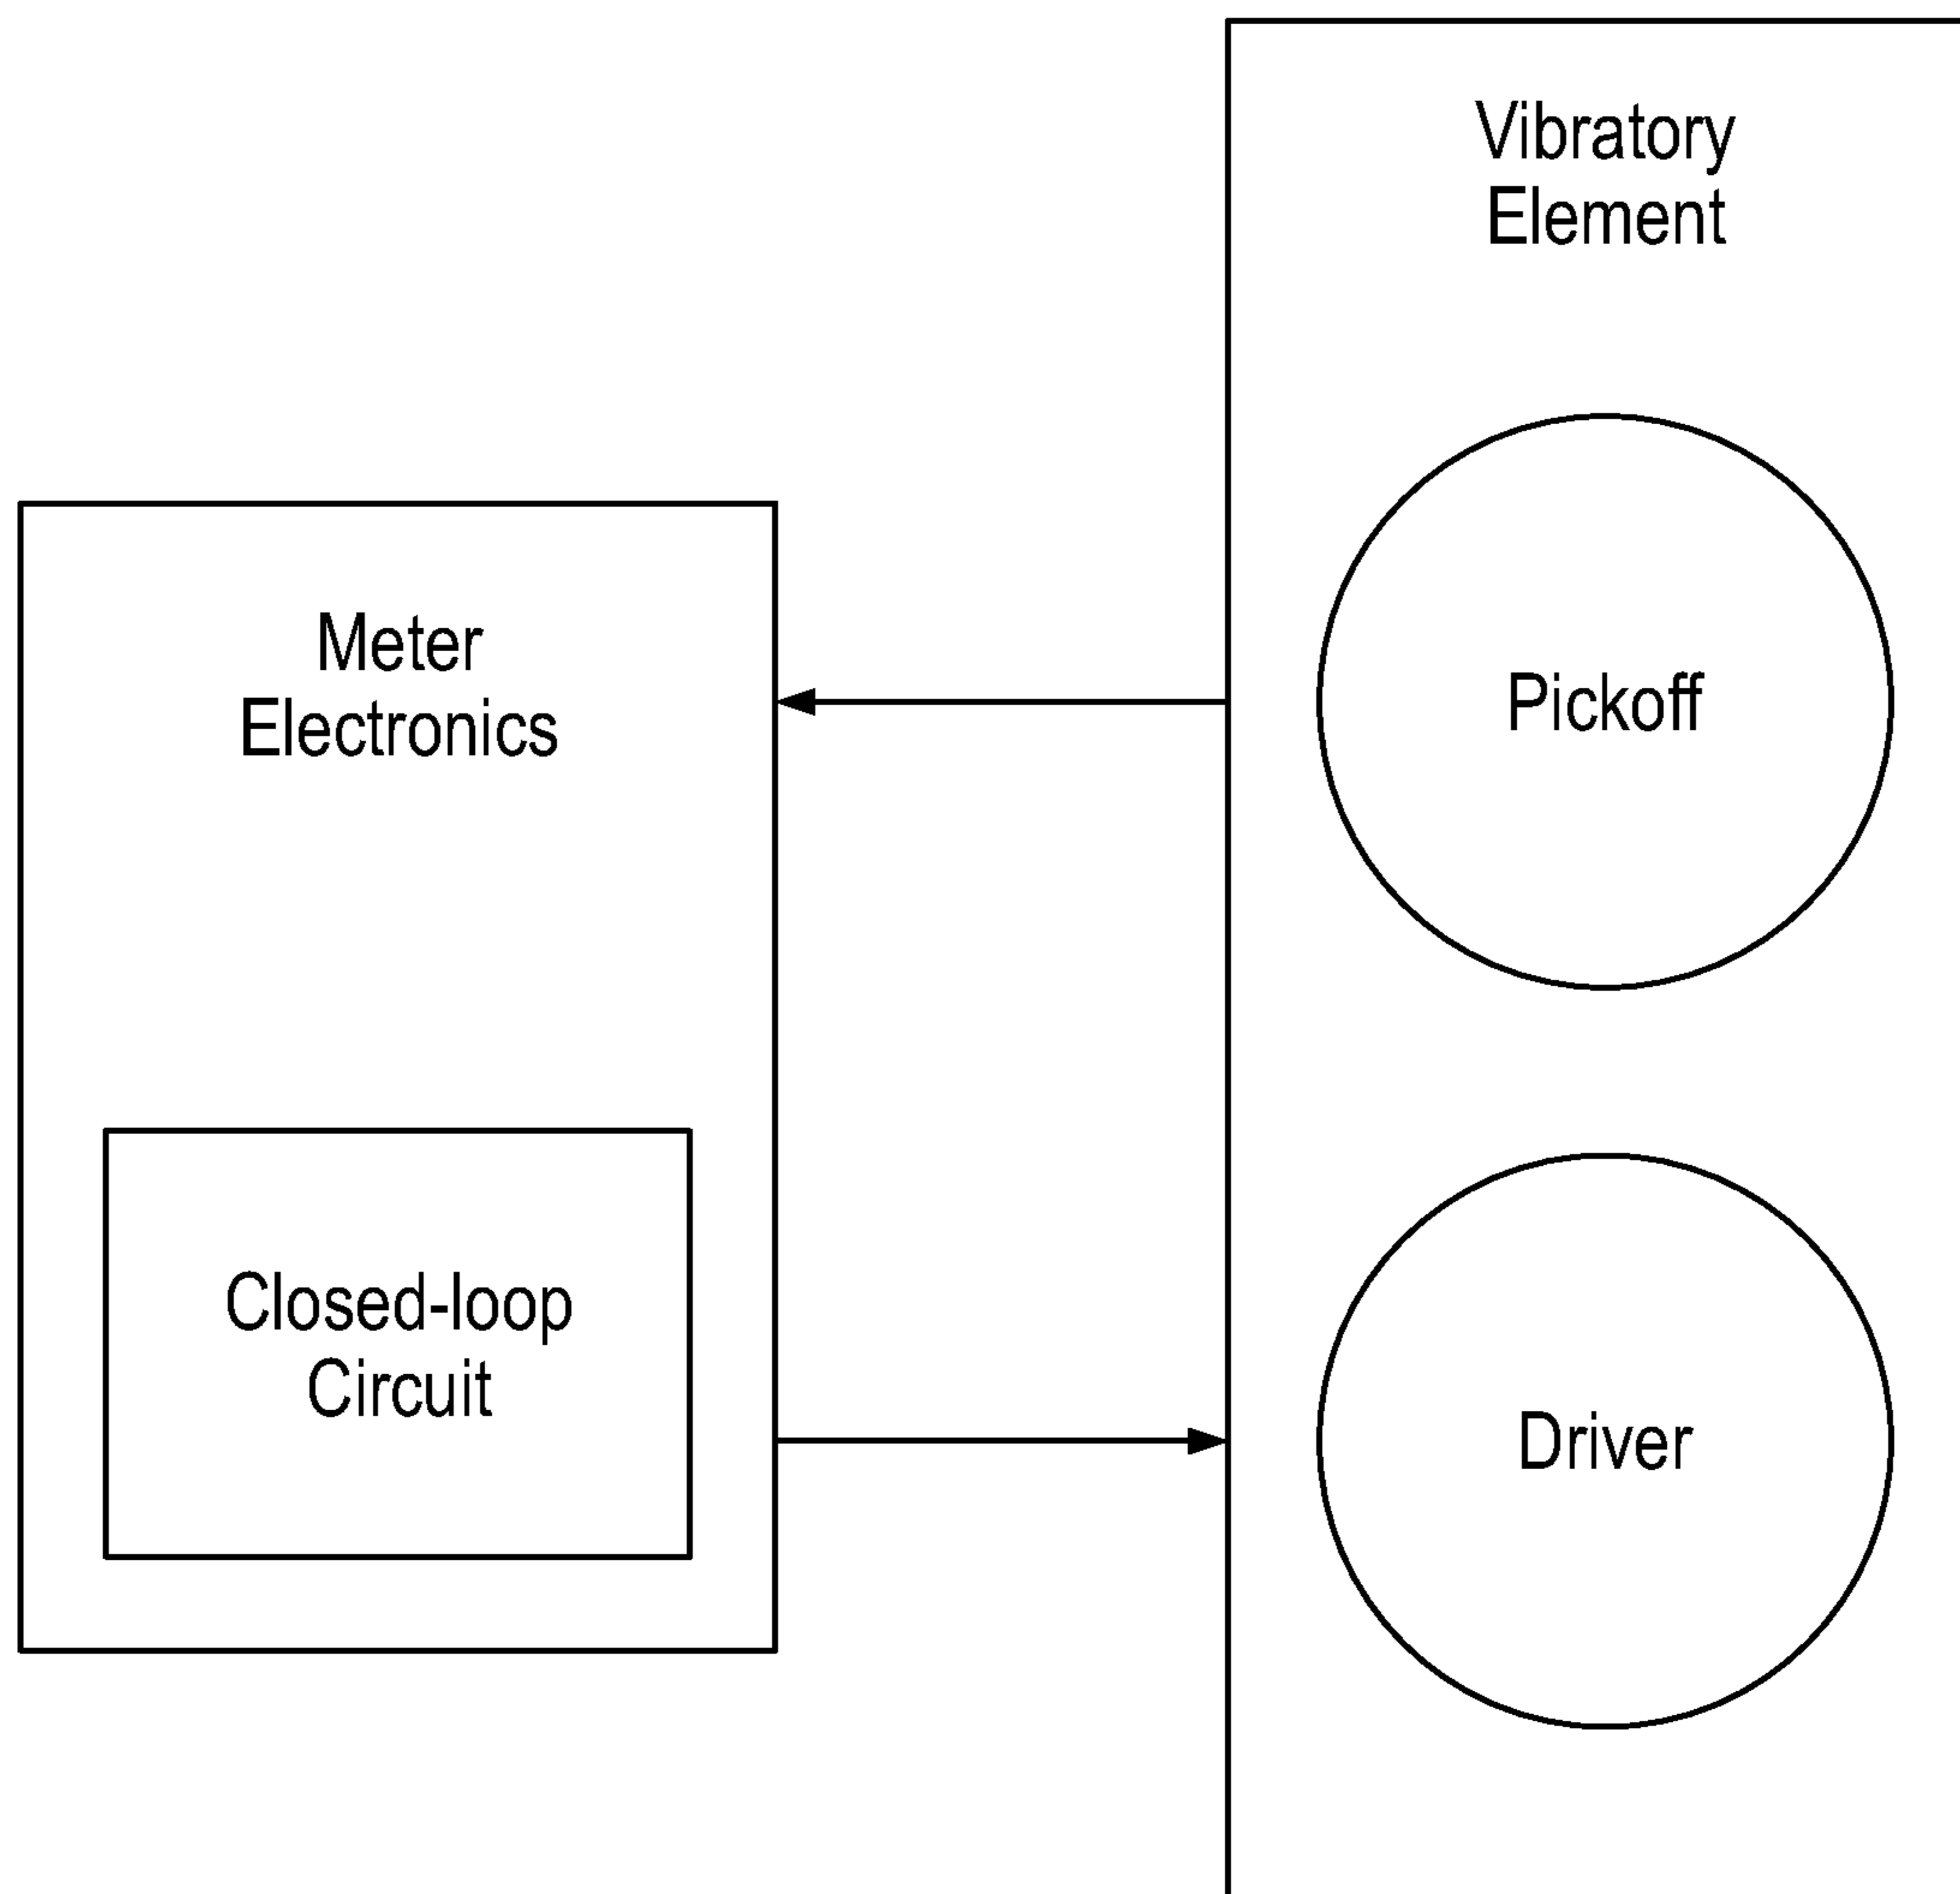 Vibratory
Element
Meter
Electronics
Pickoff
Closed-loop
Circuit
Driver